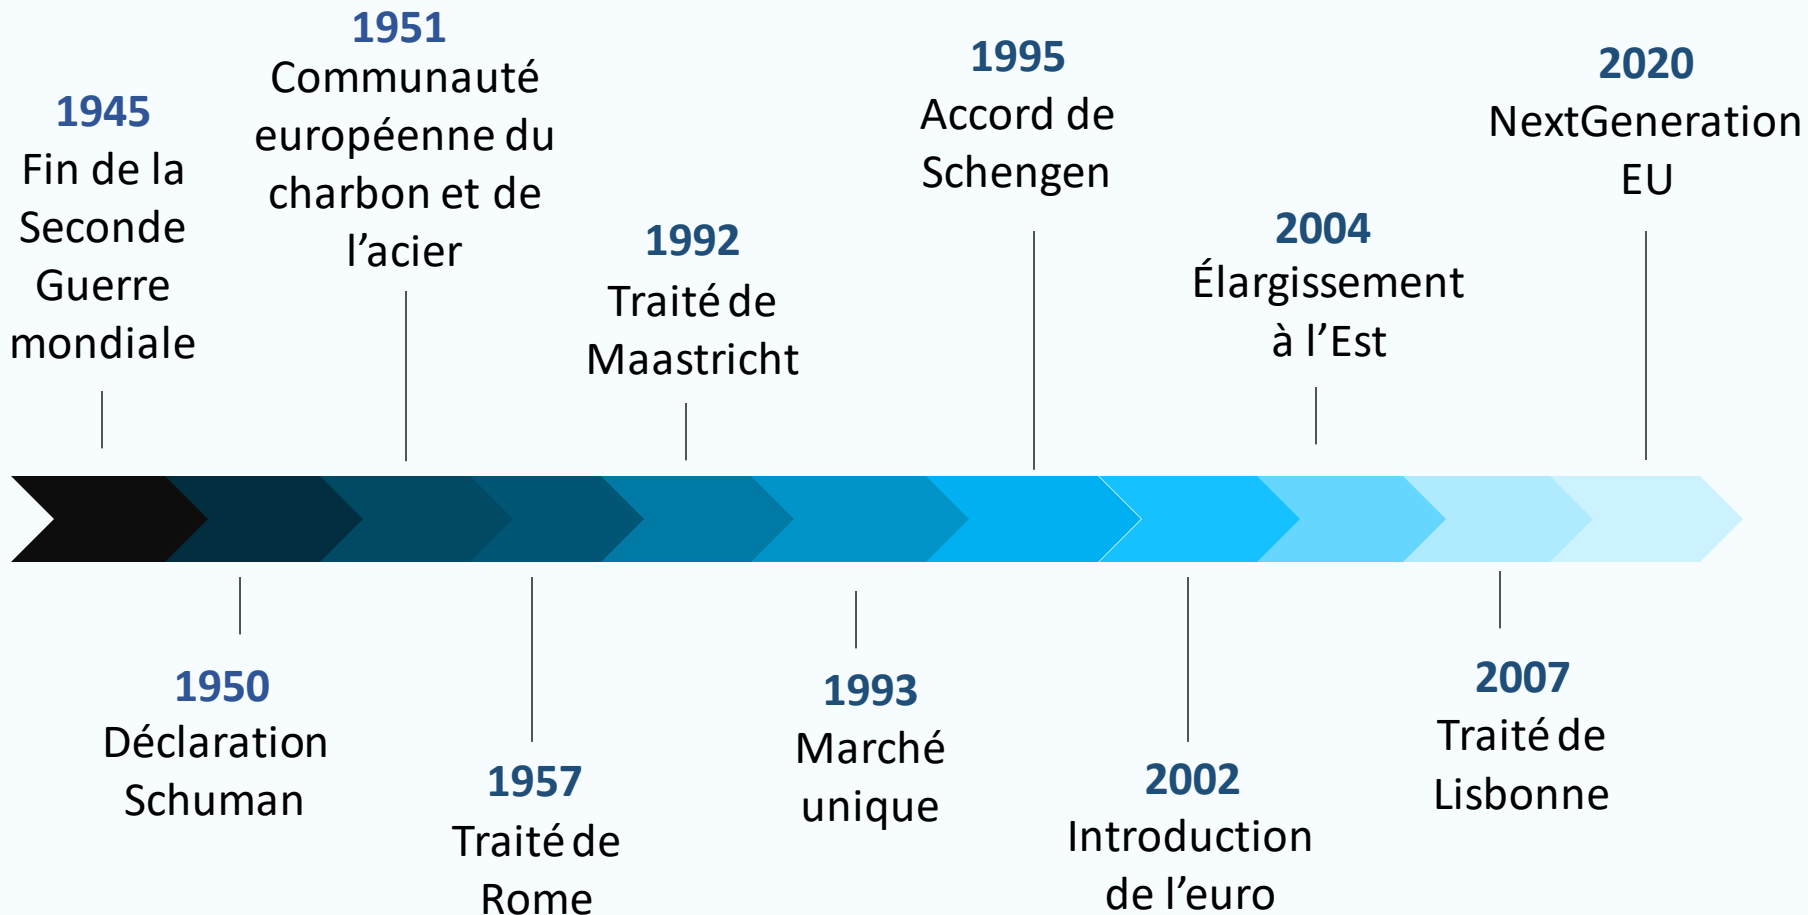 1945
Fin de la
Seconde
Guerre
mondiale
1950
Déclaration
Schuman
1951
Communauté
européenne du
charbon et de
l’acier
1957
Traité de
Rome
1992
Traité de
Maastricht
1993
Marché
unique
1995
Accord de
Schengen
2002
Introduction
de l’euro
2004
Élargissement
à l’Est
2007
Traité de
Lisbonne
2020
NextGeneration
EU